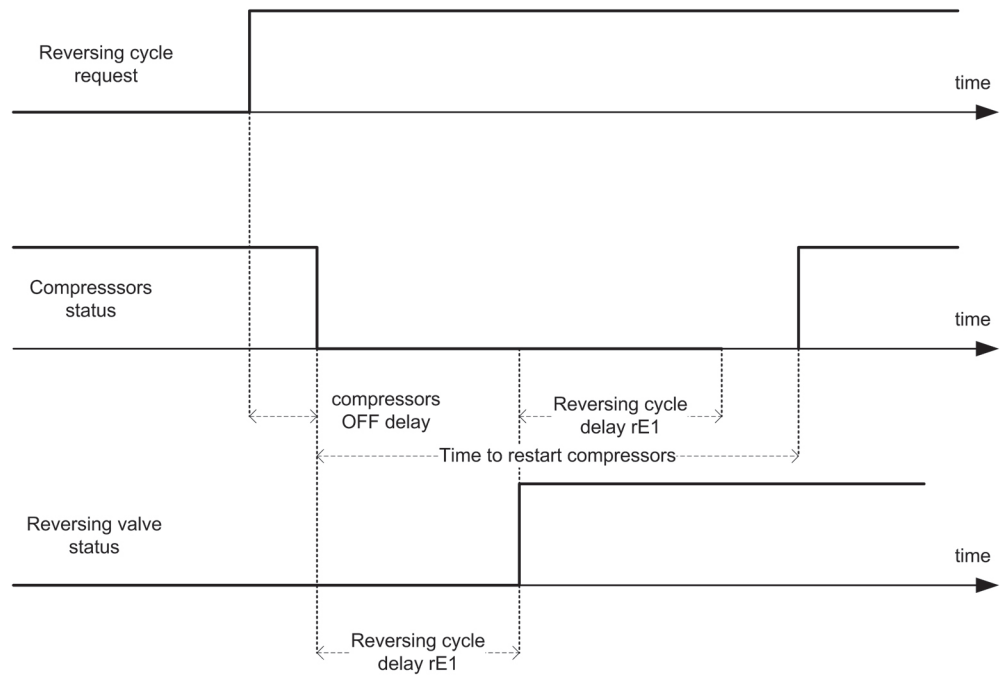 Reversing cycle
request
time
Compresssors
status
time
compressors
OFF delay
Reversing cycle
delay rE1
Time to restart compressors
Reversing valve
status
time
Reversing cycle
delay rE1